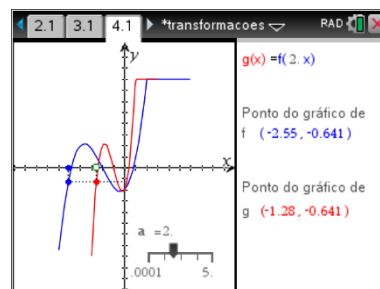 2.1 3.1 4.1 *transformacoes RAD
y
x
a =2.
.0001 5.
g(x) =f( 2. x)
Ponto do gráfico de
f (-2.55,-0.641)
Ponto do gráfico de
g (-1.28,-0.641)